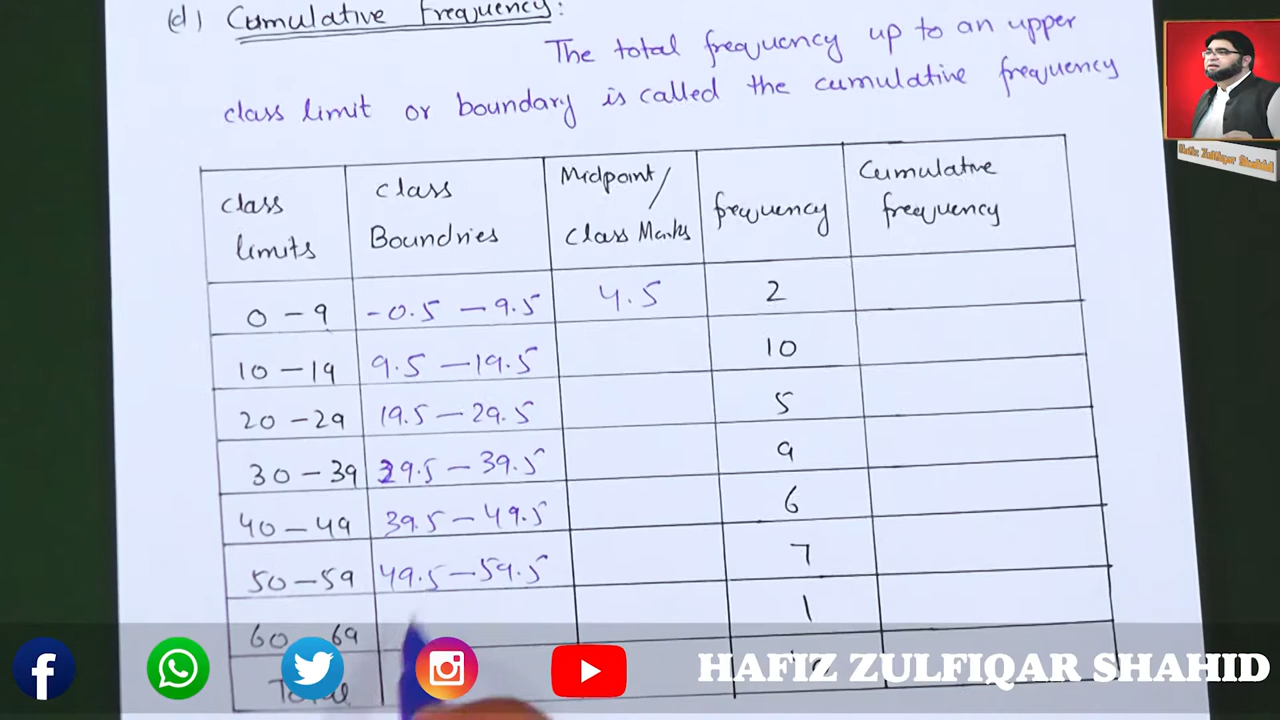 (d) Cumulative Frequency:
The total frequency up to an upper
class limit or boundary is called the cumulative frequency
class limits | Class Boundries | Midpoint/ Class Marks | frequency | Cumulative frequency
0 – 9 | -0.5 – 9.5 | 4.5 | 2
10 – 19 | 9.5 – 19.5 | 10
20 – 29 | 19.5 – 29.5 | 5
30 – 39 | 29.5 – 39.5 | 9
40 – 49 | 39.5 – 49.5 | 6
50 – 59 | 49.5 – 59.5 | 7
60 – 69 | 1
Total
Hafiz Zulfiqar Shahid
HAFIZ ZULFIQAR SHAHID